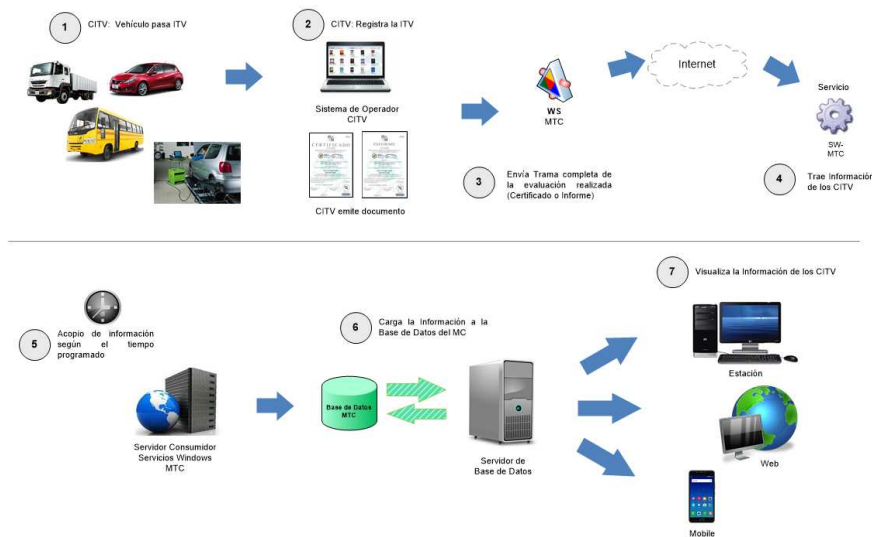 1
CITV: Vehículo pasa ITV
2
CITV: Registra la ITV
Sistema de Operador
CITV
CERTIFICADO
INFORME
CITV emite documento
WS
MTC
3
Envía Trama completa de
la evaluación realizada
(Certificado o Informe)
Internet
Servicio
SW-
MTC
4
Trae Información
de los CITV
5
Acopio de información
según el tiempo
programado
Servidor Consumidor
Servicios Windows
MTC
6
Carga la Información a la
Base de Datos del MC
Base de Datos
MTC
Servidor de
Base de Datos
7
Visualiza la Información de los CITV
Estación
Web
Mobile